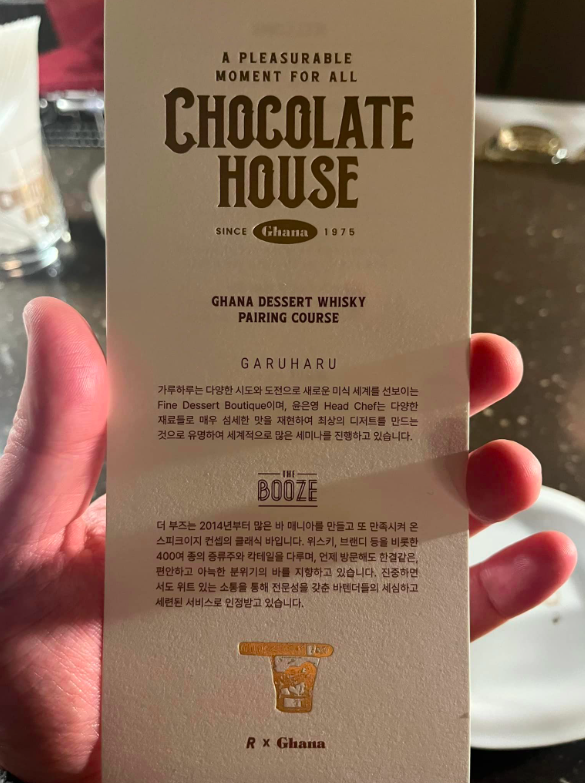 A PLEASURABLE
MOMENT FOR ALL
CHOCOLATE
HOUSE
SINCE Ghana 1975
GHANA DESSERT WHISKY
PAIRING COURSE
GARUHARU
가루하루는 다양한 시도와 도전으로 새로운 미식 세계를 선보이는
Fine Dessert Boutique이며, 윤은영 Head Chef는 다양한
재료들로 매우 섬세한 맛을 재현하여 최상의 디저트를 만드는
것으로 유명하여 세계적으로 많은 세미나를 진행하고 있습니다.
THE
BOOZE
더 부즈는 2014년부터 많은 바 매니아를 만들고 또 만족시켜 온
스피크이지 컨셉의 클래식 바입니다. 위스키, 브랜디 등을 비롯한
400여 종의 증류주와 칵테일을 다루며, 언제 방문해도 한결같은,
편안하고 아늑한 분위기의 바를 지향하고 있습니다. 진중하면
서도 위트 있는 소통을 통해 전문성을 갖춘 바텐더들의 세심하고
세련된 서비스로 인정받고 있습니다.
R x Ghana